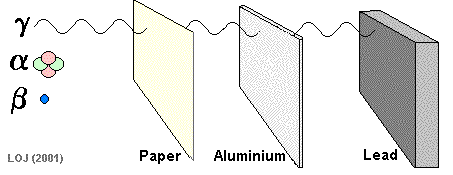 γ
α
β
LOJ (2001)
Paper
Aluminium
Lead